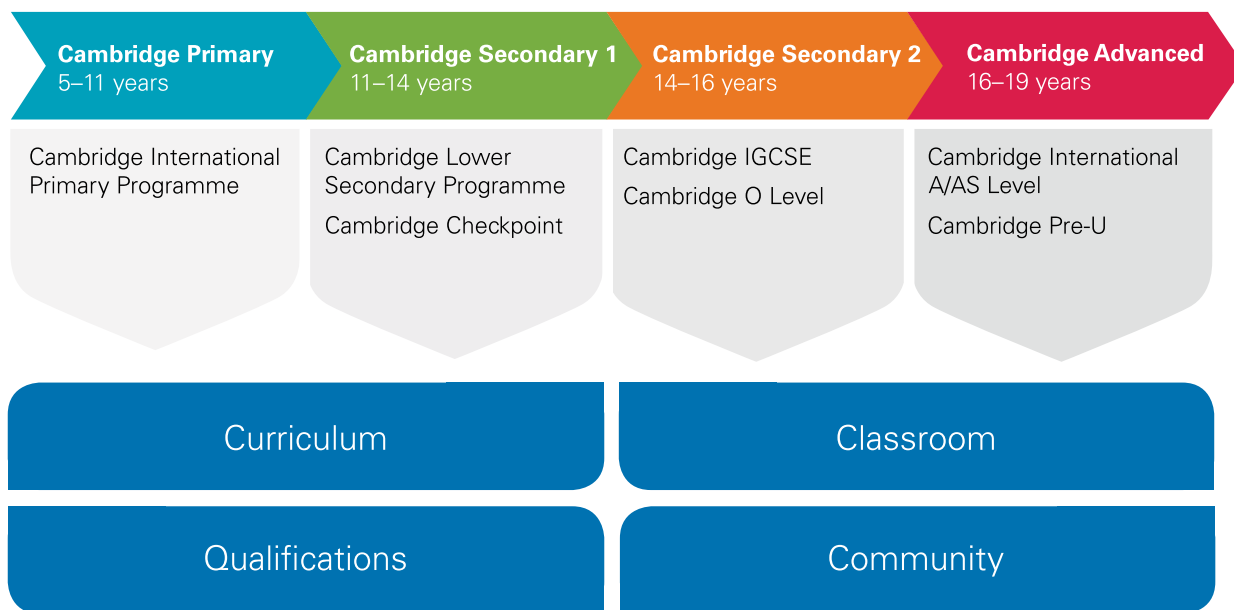 Cambridge Primary
5–11 years
Cambridge Secondary 1
11–14 years
Cambridge Secondary 2
14–16 years
Cambridge Advanced
16–19 years
Cambridge International
Primary Programme
Cambridge Lower
Secondary Programme
Cambridge Checkpoint
Cambridge IGCSE
Cambridge O Level
Cambridge International
A/AS Level
Cambridge Pre-U
Curriculum
Classroom
Qualifications
Community